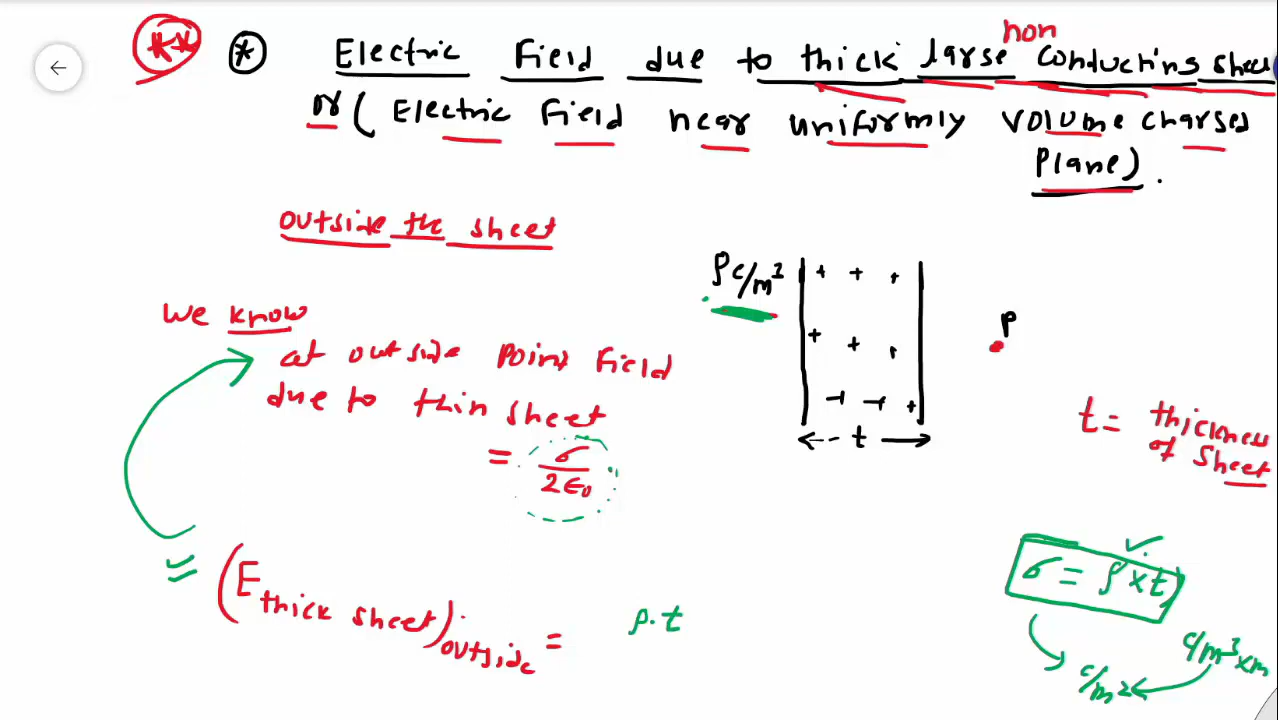 ** * Electric Field due to thick large non conducting sheet
or ( Electric Field near uniformly volume charged
Plane) .
outside the sheet
ρ c/m³
+ + +
+ + +
+ + +
P
← t →
We know
at outside point Field
due to thin sheet
= σ/2ε₀
t = thickness
of sheet
σ = ρ × t
c/m³ × m
c/m²
= (E thick sheet) outside = ρ.t